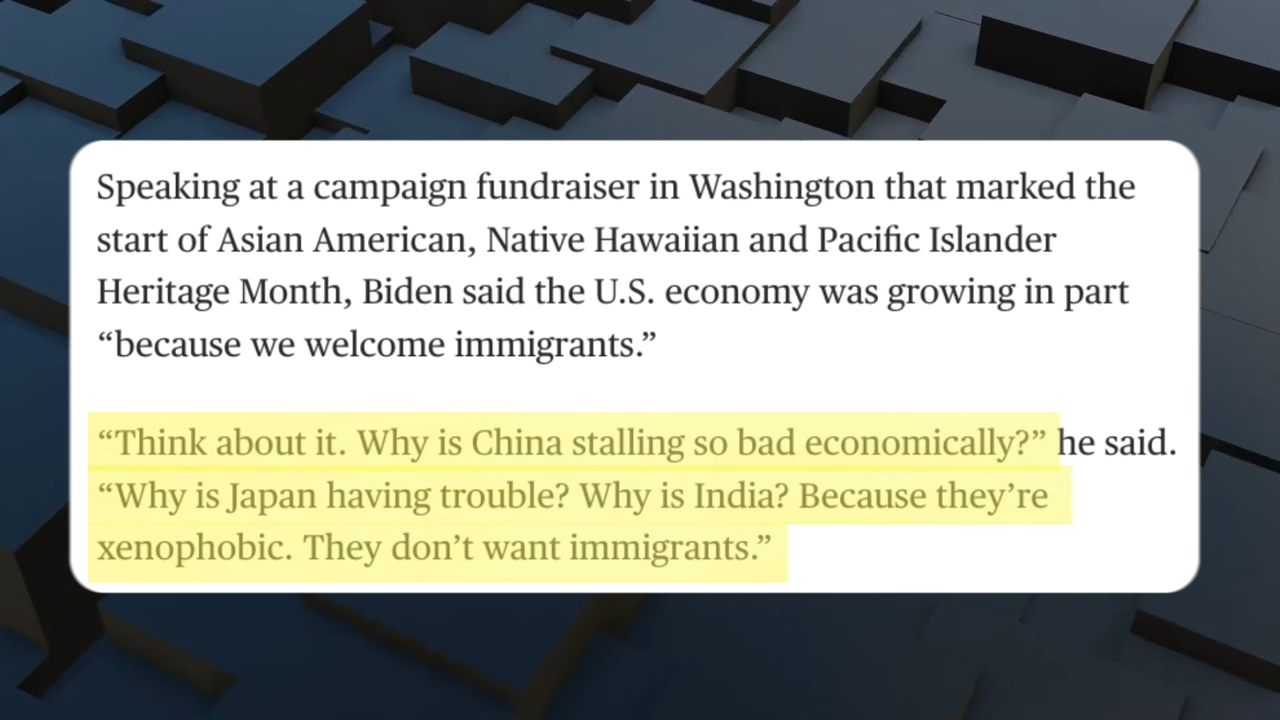 Speaking at a campaign fundraiser in Washington that marked the
start of Asian American, Native Hawaiian and Pacific Islander
Heritage Month, Biden said the U.S. economy was growing in part
“because we welcome immigrants.”
“Think about it. Why is China stalling so bad economically?” he said.
“Why is Japan having trouble? Why is India? Because they’re
xenophobic. They don’t want immigrants.”